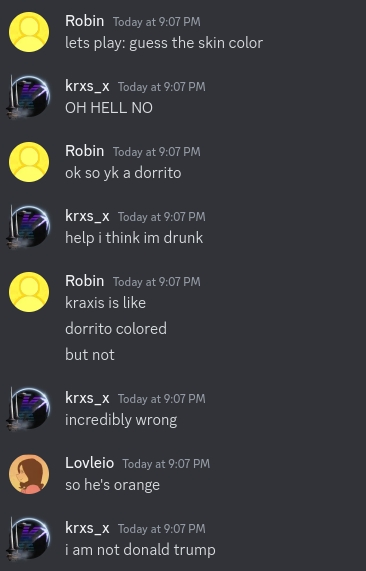 Robin Today at 9:07 PM
lets play: guess the skin color
krxs_x Today at 9:07 PM
OH HELL NO
Robin Today at 9:07 PM
ok so yk a dorrito
krxs_x Today at 9:07 PM
help i think im drunk
Robin Today at 9:07 PM
kraxis is like
dorrito colored
but not
krxs_x Today at 9:07 PM
incredibly wrong
Lovleio Today at 9:07 PM
so he's orange
krxs_x Today at 9:07 PM
i am not donald trump